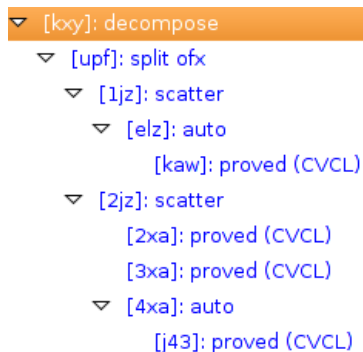 [kxy]: decompose
[upf]: split ofx
[1jz]: scatter
[elz]: auto
[kaw]: proved (CVCL)
[2jz]: scatter
[2xa]: proved (CVCL)
[3xa]: proved (CVCL)
[4xa]: auto
[j43]: proved (CVCL)